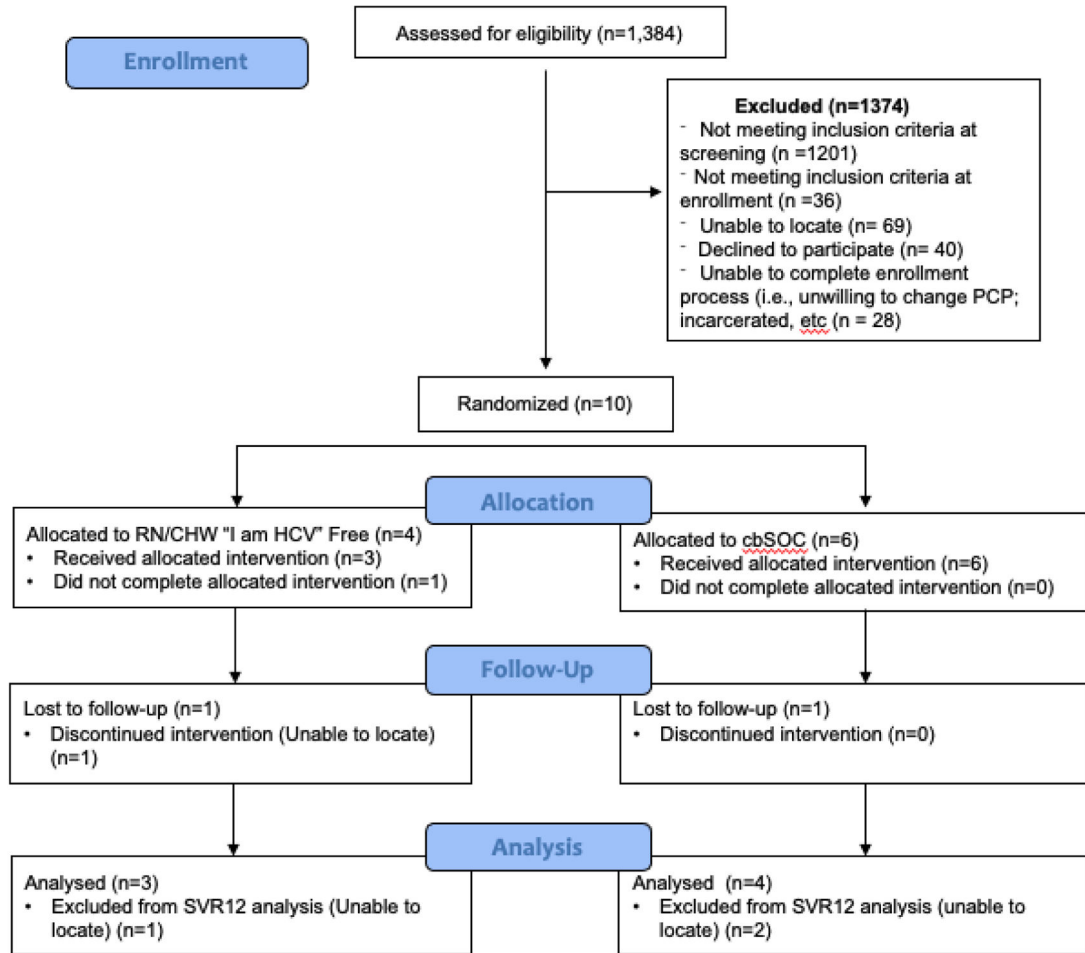 Assessed for eligibility (n=1,384)
Enrollment
Excluded (n=1374)
- Not meeting inclusion criteria at
screening (n =1201)
- Not meeting inclusion criteria at
enrollment (n =36)
- Unable to locate (n= 69)
- Declined to participate (n= 40)
- Unable to complete enrollment
process (i.e., unwilling to change PCP;
incarcerated, etc (n = 28)
Randomized (n=10)
Allocation
Allocated to RN/CHW "I am HCV" Free (n=4)
• Received allocated intervention (n=3)
• Did not complete allocated intervention (n=1)
Allocated to cbSOC (n=6)
• Received allocated intervention (n=6)
• Did not complete allocated intervention (n=0)
Follow-Up
Lost to follow-up (n=1)
• Discontinued intervention (Unable to locate)
(n=1)
Lost to follow-up (n=1)
• Discontinued intervention (n=0)
Analysis
Analysed (n=3)
• Excluded from SVR12 analysis (Unable to
locate) (n=1)
Analysed (n=4)
• Excluded from SVR12 analysis (unable to
locate) (n=2)